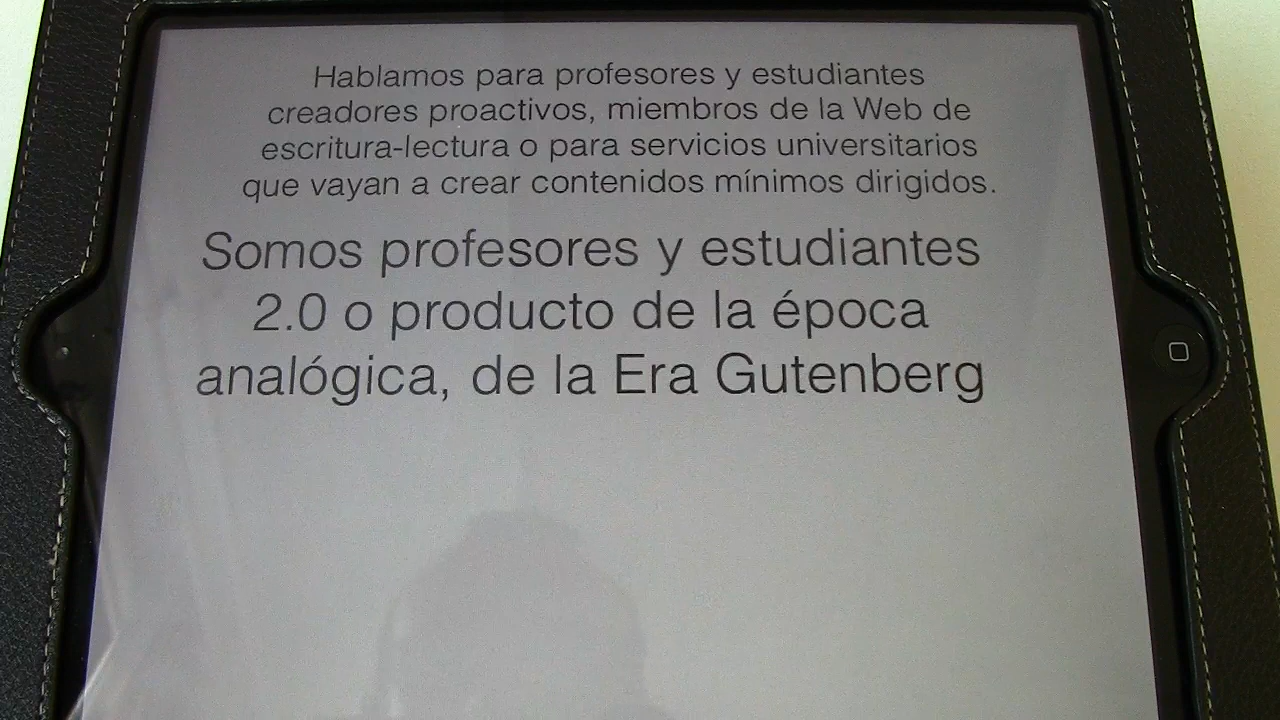 Hablamos para profesores y estudiantes
creadores proactivos, miembros de la Web de
escritura-lectura o para servicios universitarios
que vayan a crear contenidos mínimos dirigidos.
Somos profesores y estudiantes
2.0 o producto de la época
analógica, de la Era Gutenberg